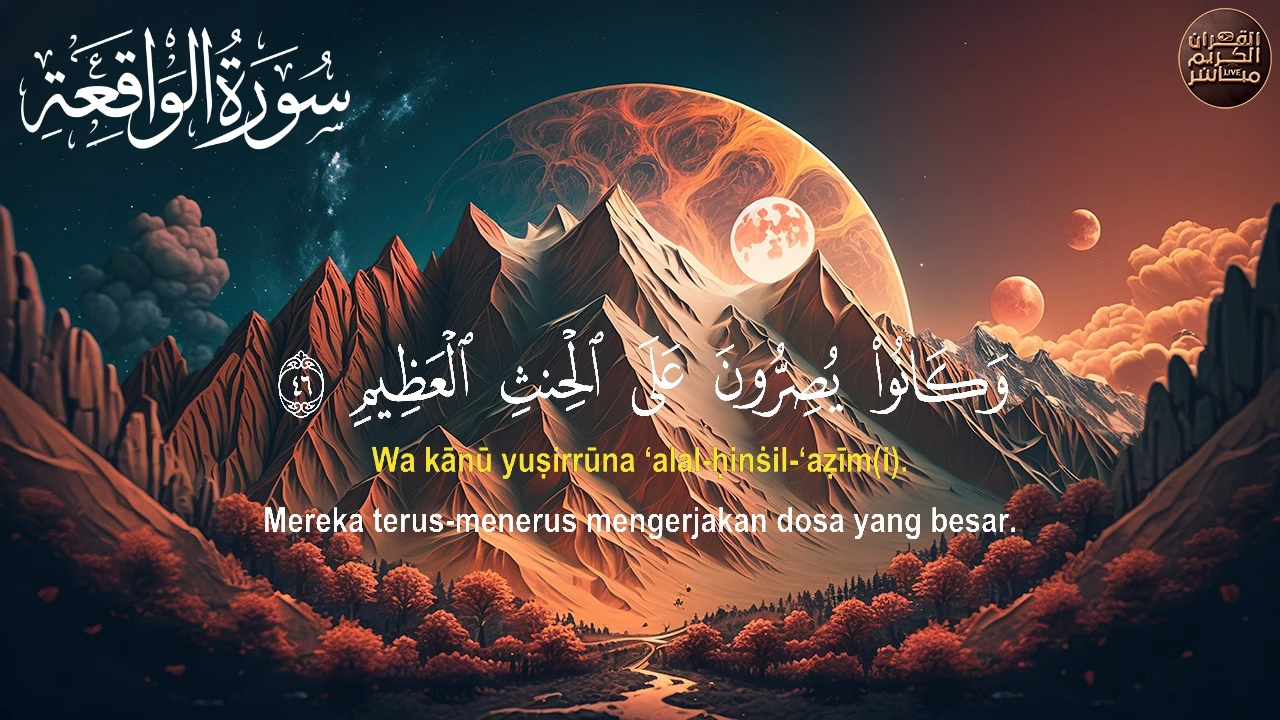 سُورَةُ الْوَاقِعَةِ
القرآن
الكريم
مباشر LIVE
وَكَانُوا۟ يُصِرُّونَ عَلَى ٱلْحِنثِ ٱلْعَظِيمِ ٤٦
Wa kānū yuṣirrūna ‘alal-ḥinṡil-‘aẓīm(i).
Mereka terus-menerus mengerjakan dosa yang besar.